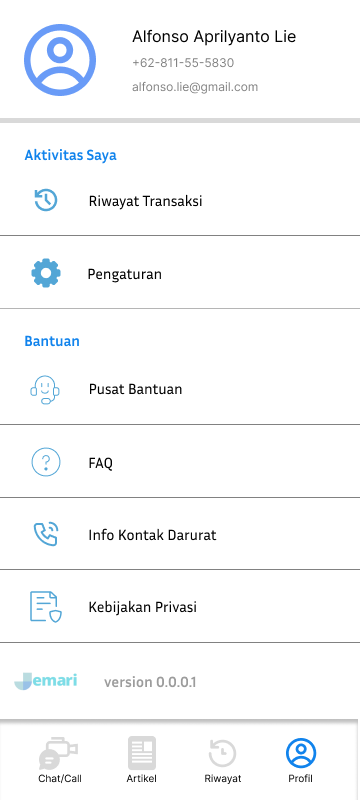 Alfonso Aprilyanto Lie
+62-811-55-5830
alfonso.lie@gmail.com
Aktivitas Saya
Riwayat Transaksi
Pengaturan
Bantuan
Pusat Bantuan
?
FAQ
Info Kontak Darurat
Kebijakan Privasi
Jemari
version 0.0.0.1
Chat/Call
Artikel
Riwayat
Profil